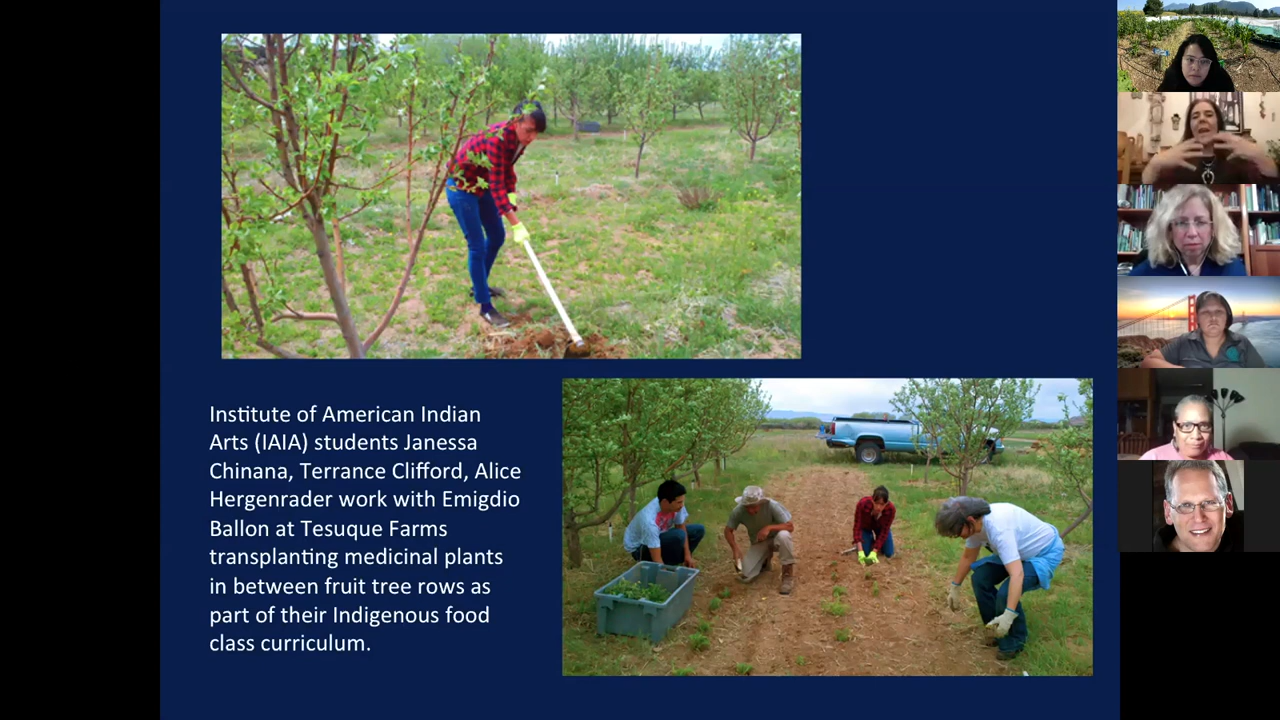 Institute of American Indian
Arts (IAIA) students Janessa
Chinana, Terrance Clifford, Alice
Hergenrader work with Emigdio
Ballon at Tesuque Farms
transplanting medicinal plants
in between fruit tree rows as
part of their Indigenous food
class curriculum.